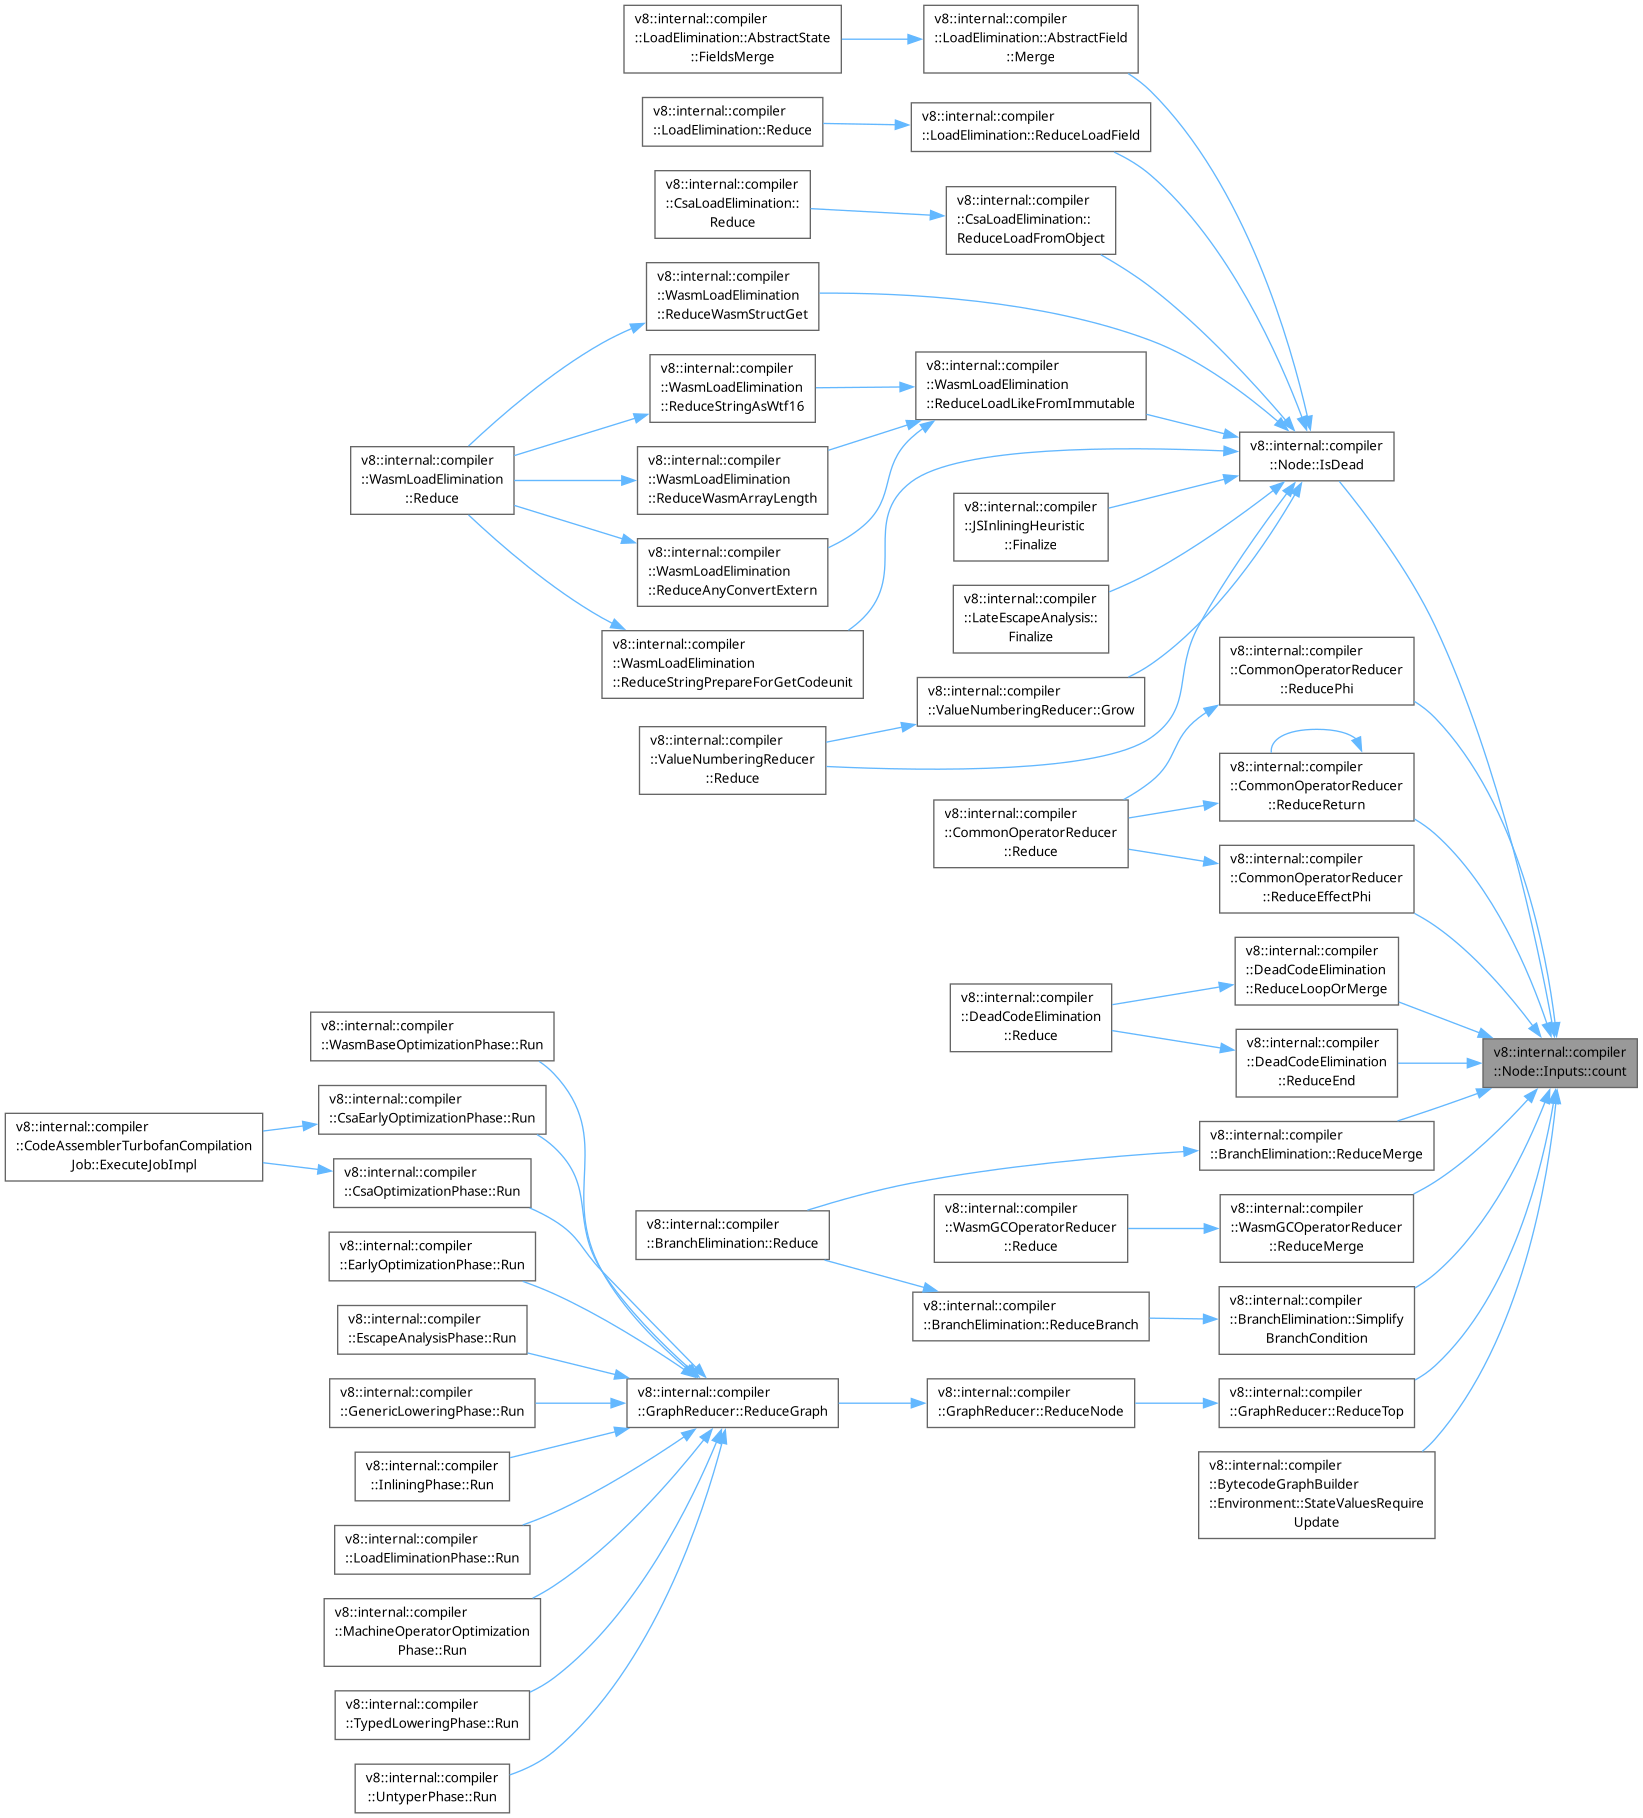 v8::internal::compiler
::LoadElimination::AbstractState
::FieldsMerge
v8::internal::compiler
::LoadElimination::AbstractField
::Merge
v8::internal::compiler
::LoadElimination::Reduce
v8::internal::compiler
::LoadElimination::ReduceLoadField
v8::internal::compiler
::CsaLoadElimination::
Reduce
v8::internal::compiler
::CsaLoadElimination::
ReduceLoadFromObject
v8::internal::compiler
::WasmLoadElimination
::ReduceWasmStructGet
v8::internal::compiler
::WasmLoadElimination
::ReduceStringAsWtf16
v8::internal::compiler
::WasmLoadElimination
::ReduceLoadLikeFromImmutable
v8::internal::compiler
::Node::IsDead
v8::internal::compiler
::WasmLoadElimination
::Reduce
v8::internal::compiler
::WasmLoadElimination
::ReduceWasmArrayLength
v8::internal::compiler
::JSInliningHeuristic
::Finalize
v8::internal::compiler
::WasmLoadElimination
::ReduceAnyConvertExtern
v8::internal::compiler
::LateEscapeAnalysis::
Finalize
v8::internal::compiler
::WasmLoadElimination
::ReduceStringPrepareForGetCodeunit
v8::internal::compiler
::CommonOperatorReducer
::ReducePhi
v8::internal::compiler
::ValueNumberingReducer::Grow
v8::internal::compiler
::ValueNumberingReducer
::Reduce
v8::internal::compiler
::CommonOperatorReducer
::ReduceReturn
v8::internal::compiler
::CommonOperatorReducer
::Reduce
v8::internal::compiler
::CommonOperatorReducer
::ReduceEffectPhi
v8::internal::compiler
::DeadCodeElimination
::ReduceLoopOrMerge
v8::internal::compiler
::DeadCodeElimination
::Reduce
v8::internal::compiler
::DeadCodeElimination
::ReduceEnd
v8::internal::compiler
::Node::Inputs::count
v8::internal::compiler
::WasmBaseOptimizationPhase::Run
v8::internal::compiler
::CsaEarlyOptimizationPhase::Run
v8::internal::compiler
::CodeAssemblerTurbofanCompilation
Job::ExecuteJobImpl
v8::internal::compiler
::CsaOptimizationPhase::Run
v8::internal::compiler
::BranchElimination::ReduceMerge
v8::internal::compiler
::BranchElimination::Reduce
v8::internal::compiler
::WasmGCOperatorReducer
::Reduce
v8::internal::compiler
::WasmGCOperatorReducer
::ReduceMerge
v8::internal::compiler
::EarlyOptimizationPhase::Run
v8::internal::compiler
::BranchElimination::ReduceBranch
v8::internal::compiler
::BranchElimination::Simplify
BranchCondition
v8::internal::compiler
::EscapeAnalysisPhase::Run
v8::internal::compiler
::GenericLoweringPhase::Run
v8::internal::compiler
::GraphReducer::ReduceGraph
v8::internal::compiler
::GraphReducer::ReduceNode
v8::internal::compiler
::GraphReducer::ReduceTop
v8::internal::compiler
::InliningPhase::Run
v8::internal::compiler
::BytecodeGraphBuilder
::Environment::StateValuesRequire
Update
v8::internal::compiler
::LoadEliminationPhase::Run
v8::internal::compiler
::MachineOperatorOptimization
Phase::Run
v8::internal::compiler
::TypedLoweringPhase::Run
v8::internal::compiler
::UntyperPhase::Run